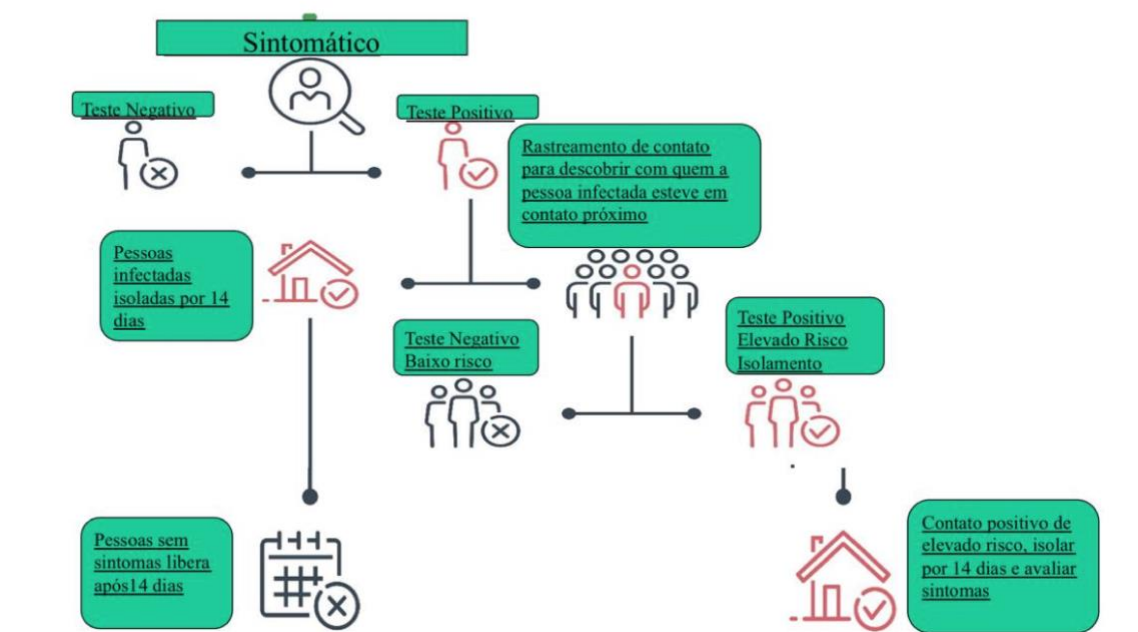 Sintomático
Teste Negativo
Teste Positivo
Rastreamento de contato
para descobrir com quem a
pessoa infectada esteve em
contato próximo
Pessoas
infectadas
isoladas por 14
dias
Teste Negativo
Baixo risco
Teste Positivo
Elevado Risco
Isolamento
Pessoas sem
sintomas libera
após14 dias
Contato positivo de
elevado risco, isolar
por 14 dias e avaliar
sintomas